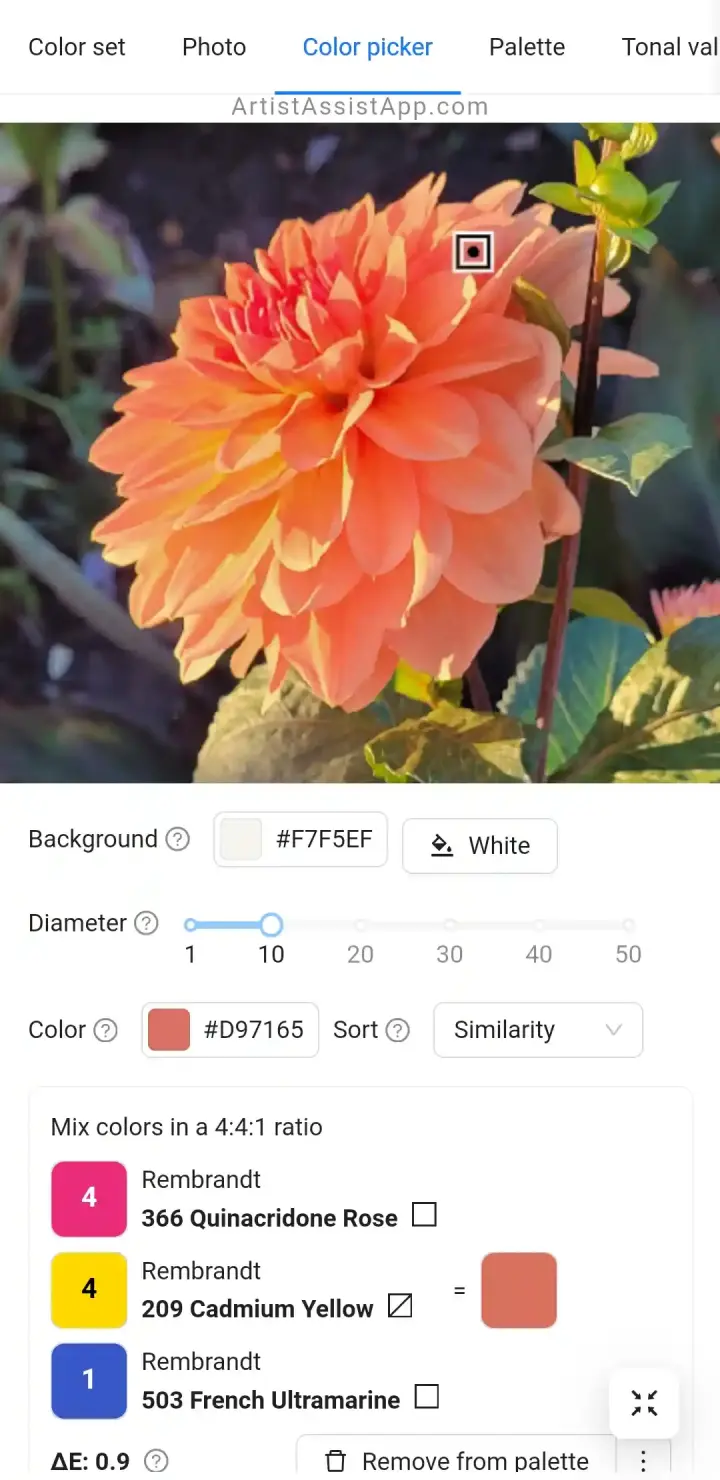 Color set Photo Color picker Palette Tonal val
ArtistAssistApp.com
Background ? #F7F5EF White
Diameter ?
1 10 20 30 40 50
Color ? #D97165 Sort ? Similarity
Mix colors in a 4:4:1 ratio
4 Rembrandt
366 Quinacridone Rose
4 Rembrandt
209 Cadmium Yellow =
1 Rembrandt
503 French Ultramarine
ΔE: 0.9 ? Remove from palette